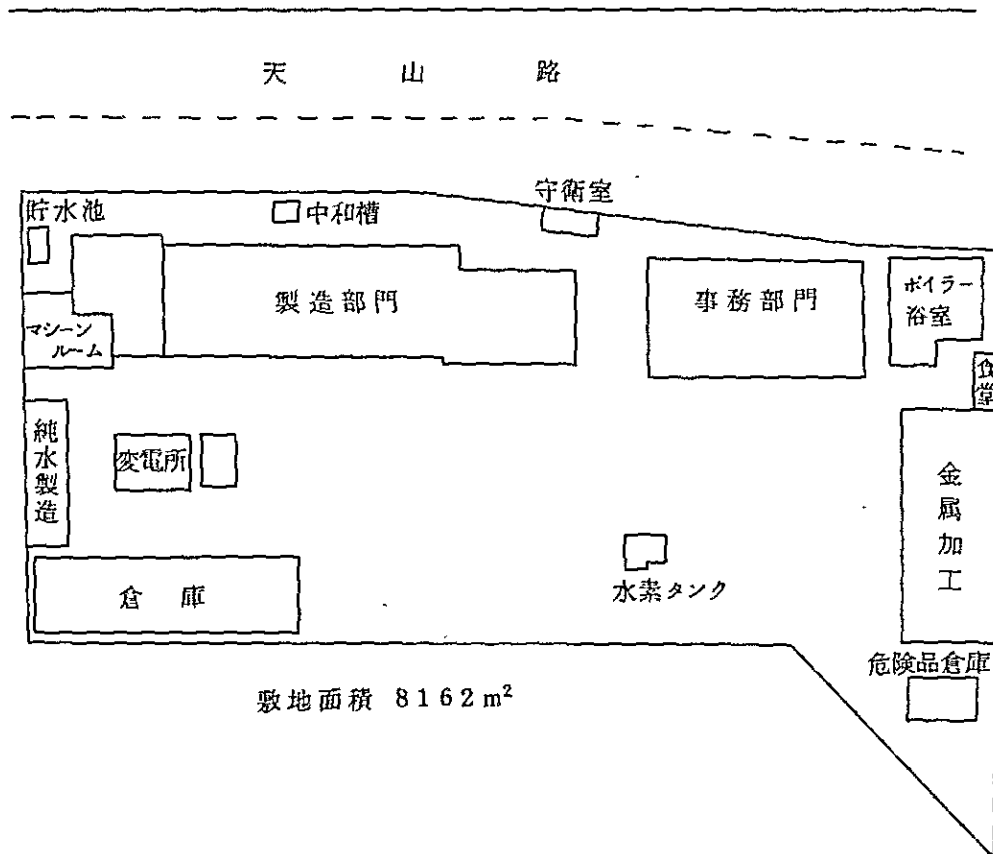 天山路
守衛室
貯水池
中和槽
製造部門
事務部門
ボイラー
浴室
マシーン
ルーム
食堂
純水製造
変電所
金属加工
倉庫
水素タンク
危険品倉庫
敷地面積 8162m²